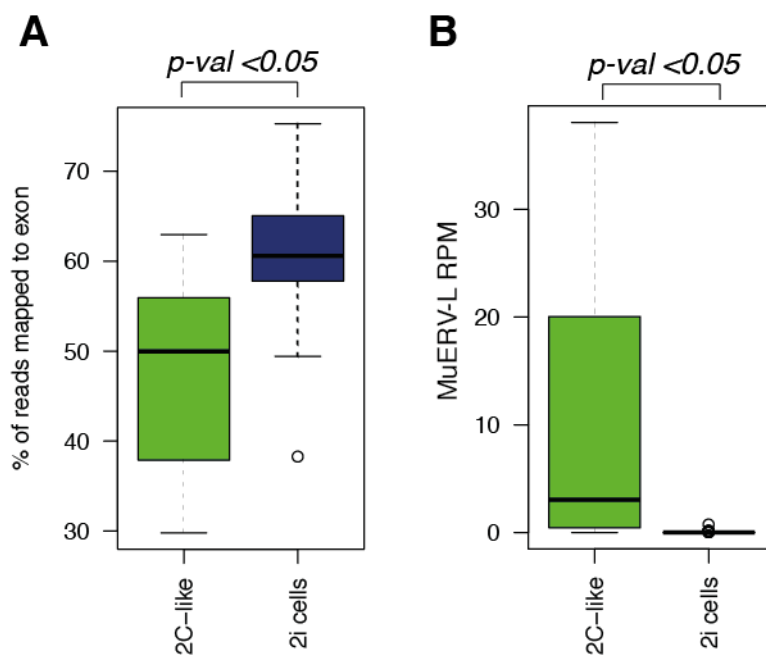 A
p-val <0.05
% of reads mapped to exon
70
60
50
40
30
2C-like
2i cells
B
p-val <0.05
MuERV-L RPM
30
20
10
0
2C-like
2i cells